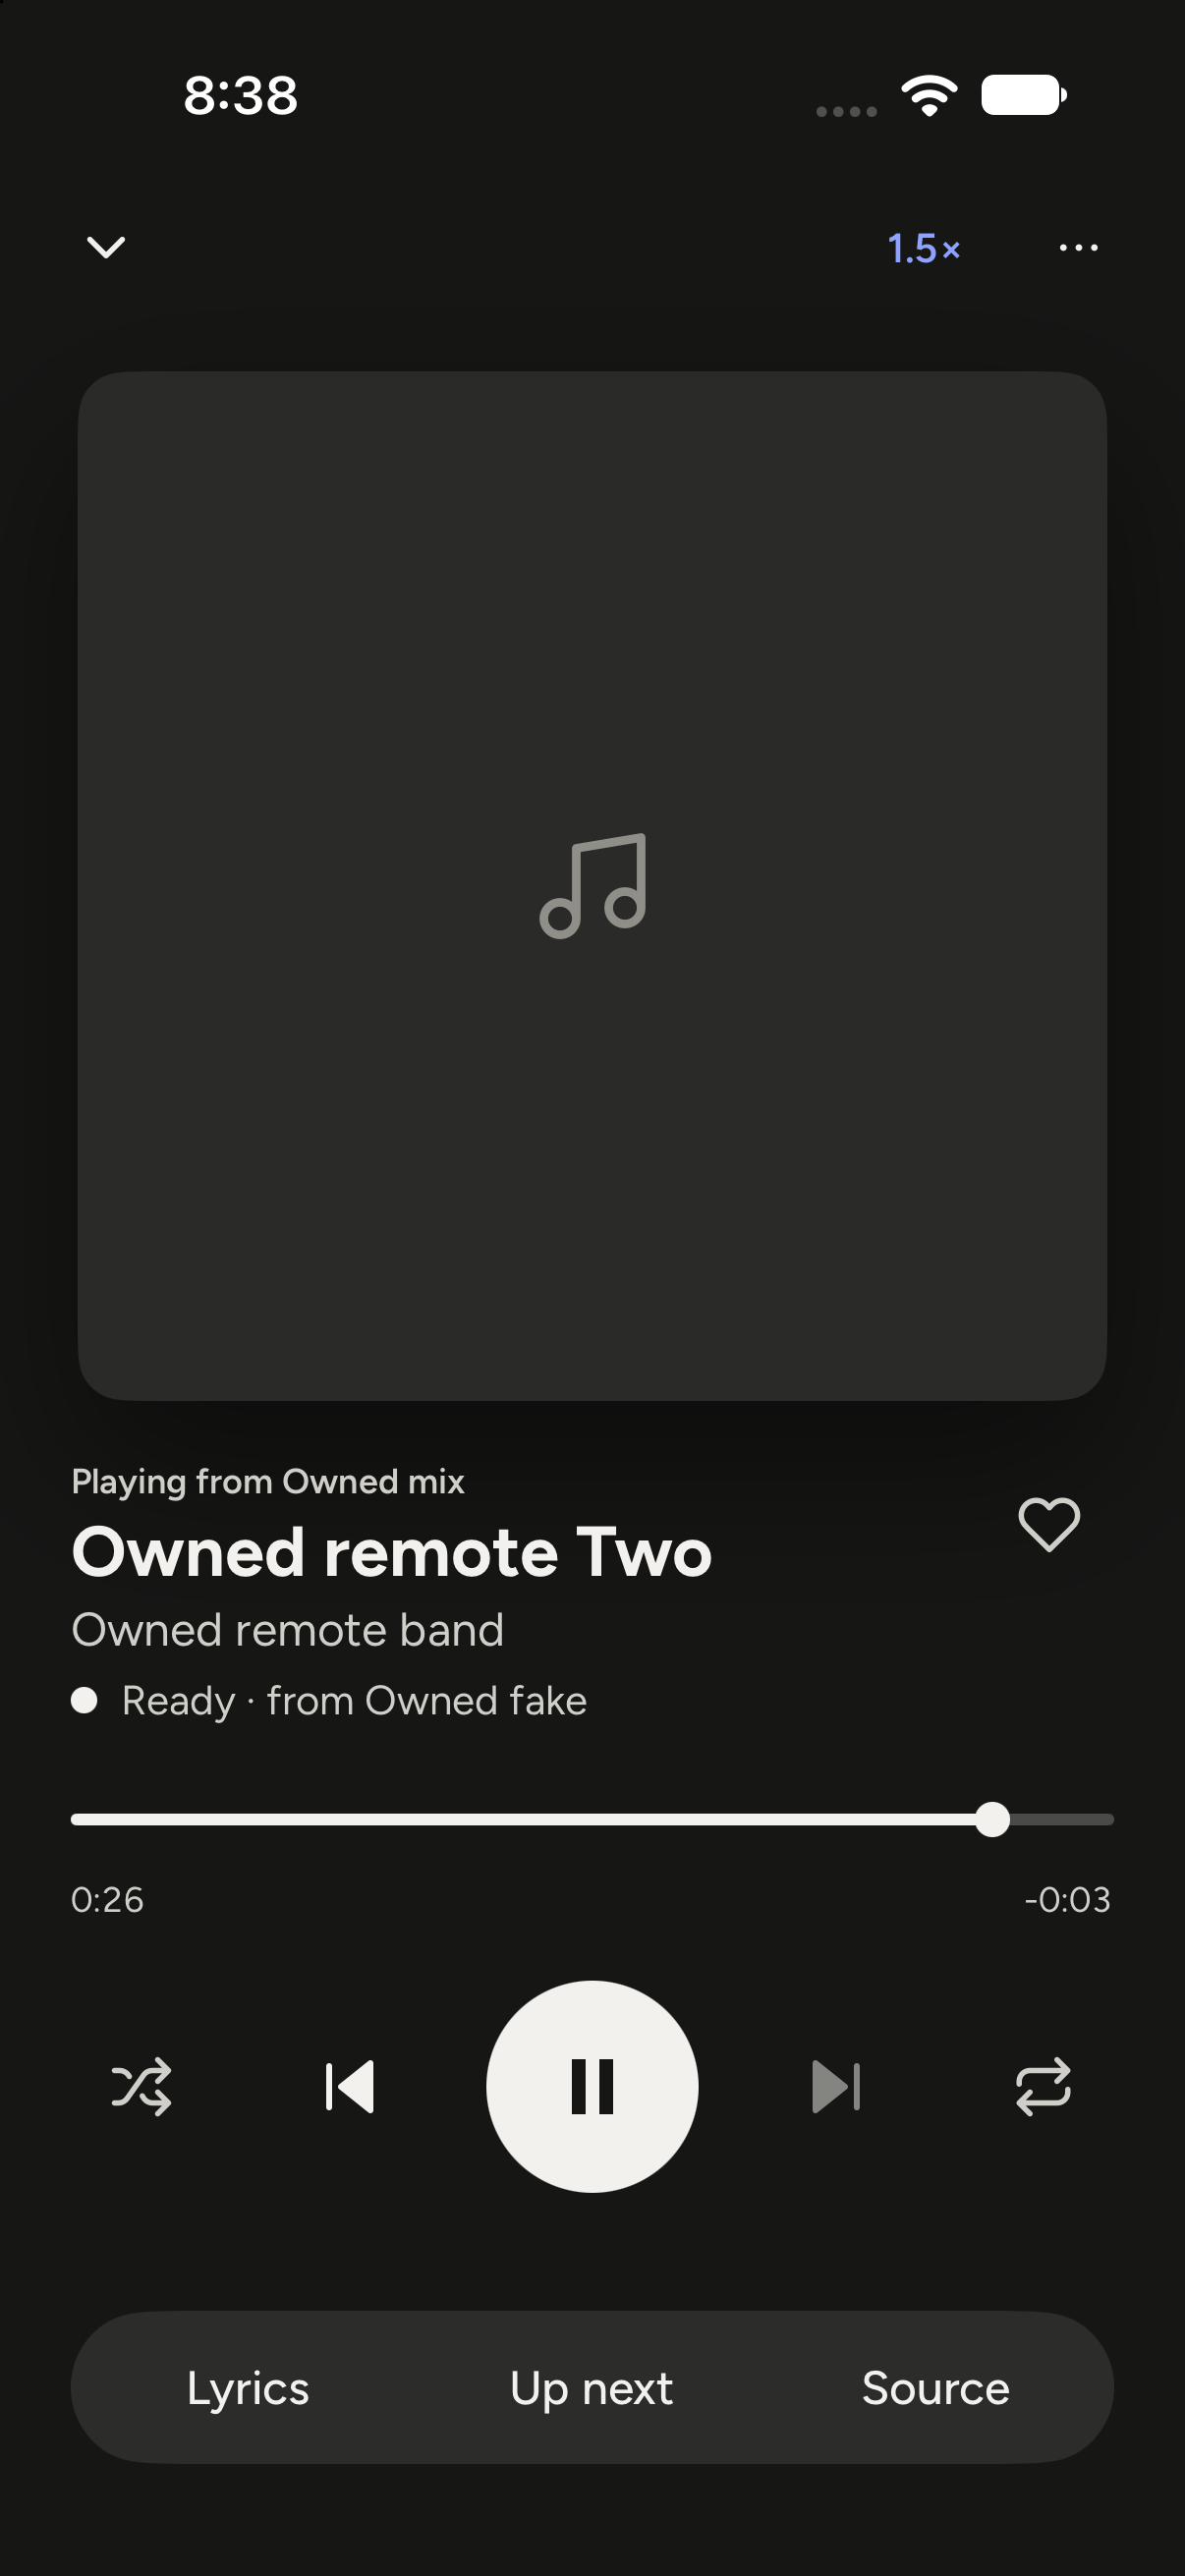 8:38
1.5×
Playing from Owned mix
Owned remote Two
Owned remote band
Ready · from Owned fake
0:26
-0:03
Lyrics
Up next
Source